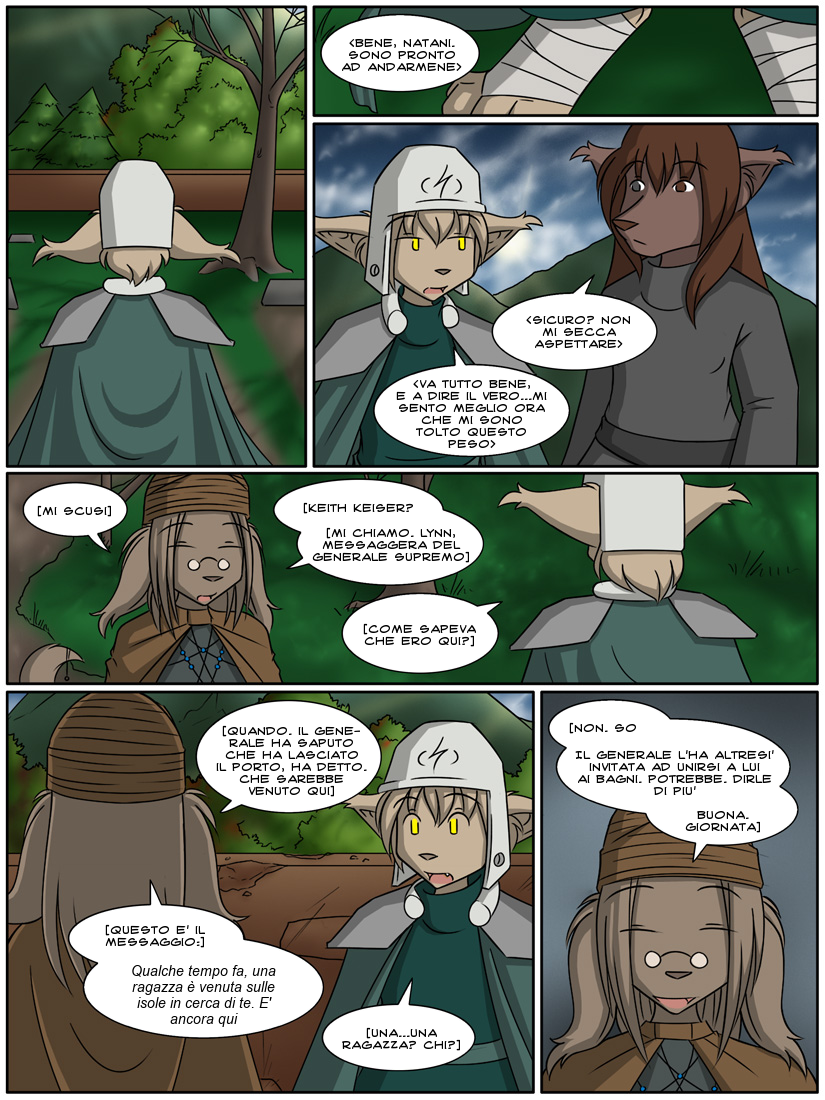 <BENE, NATANI.
SONO PRONTO
AD ANDARMENE>
<SICURO? NON
MI SECCA
ASPETTARE>
<VA TUTTO BENE,
E A DIRE IL VERO...MI
SENTO MEGLIO ORA
CHE MI SONO
TOLTO QUESTO
PESO>
[MI SCUSI]
[KEITH KEISER?
[MI CHIAMO. LYNN,
MESSAGGERA DEL
GENERALE SUPREMO]
[COME SAPEVA
CHE ERO QUI?]
[QUANDO. IL GENE-
RALE HA SAPUTO
CHE HA LASCIATO
IL PORTO, HA DETTO.
CHE SAREBBE
VENUTO QUI]
[QUESTO E' IL
MESSAGGIO:]
Qualche tempo fa, una
ragazza è venuta sulle
isole in cerca di te. E'
ancora qui
[UNA...UNA
RAGAZZA? CHI?]
[NON. SO
IL GENERALE L'HA ALTRESI'
INVITATA AD UNIRSI A LUI
AI BAGNI. POTREBBE. DIRLE
DI PIU'
BUONA.
GIORNATA]